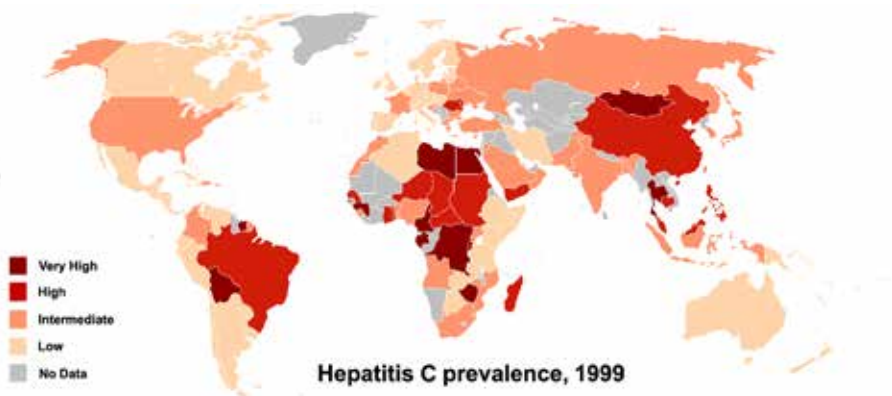 Very High
High
Intermediate
Low
No Data
Hepatitis C prevalence, 1999